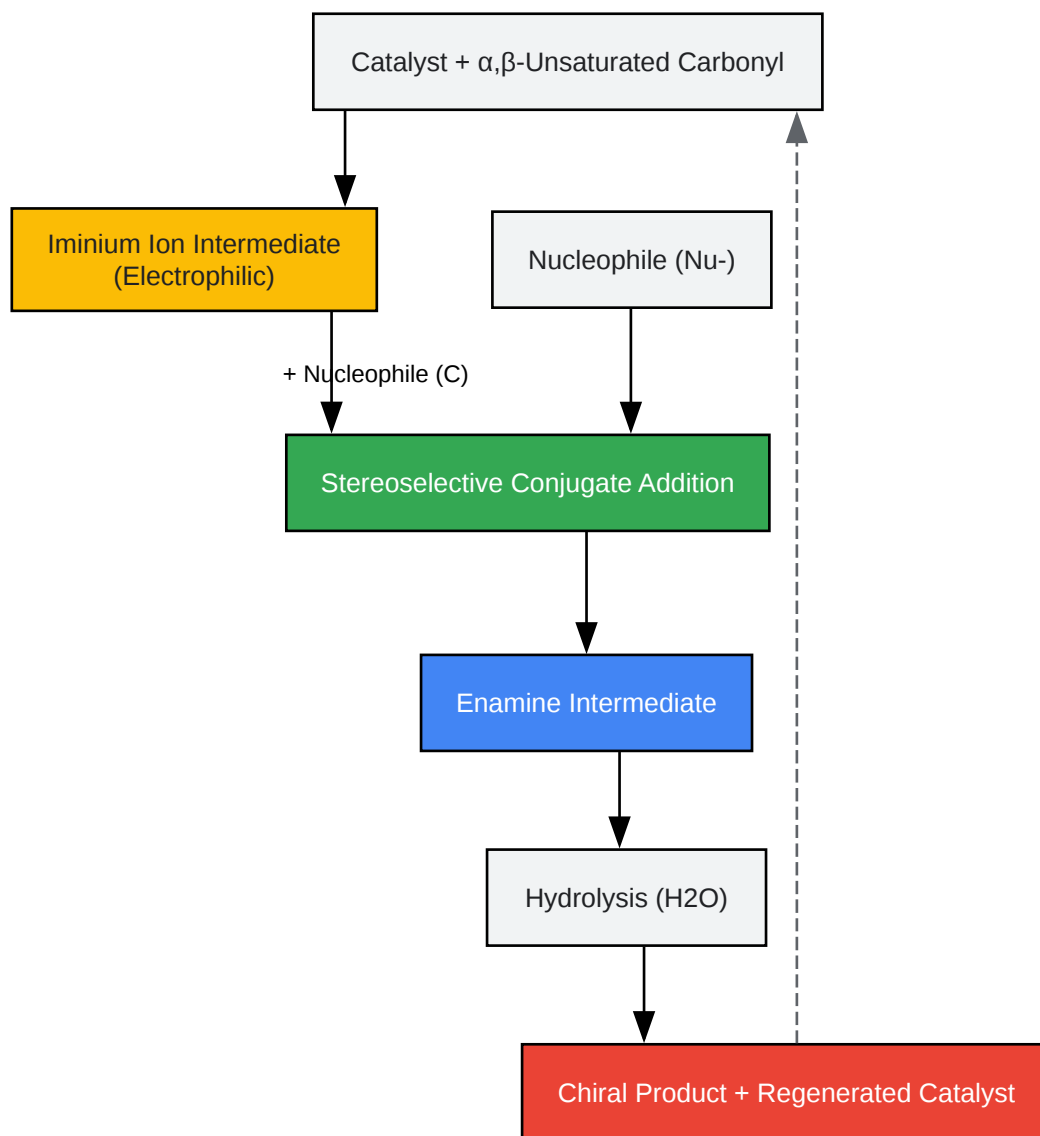 Catalyst + α,β-Unsaturated Carbonyl
Iminium Ion Intermediate
(Electrophilic)
Nucleophile (Nu-)
+ Nucleophile (C)
Stereoselective Conjugate Addition
Enamine Intermediate
Hydrolysis (H2O)
Chiral Product + Regenerated Catalyst